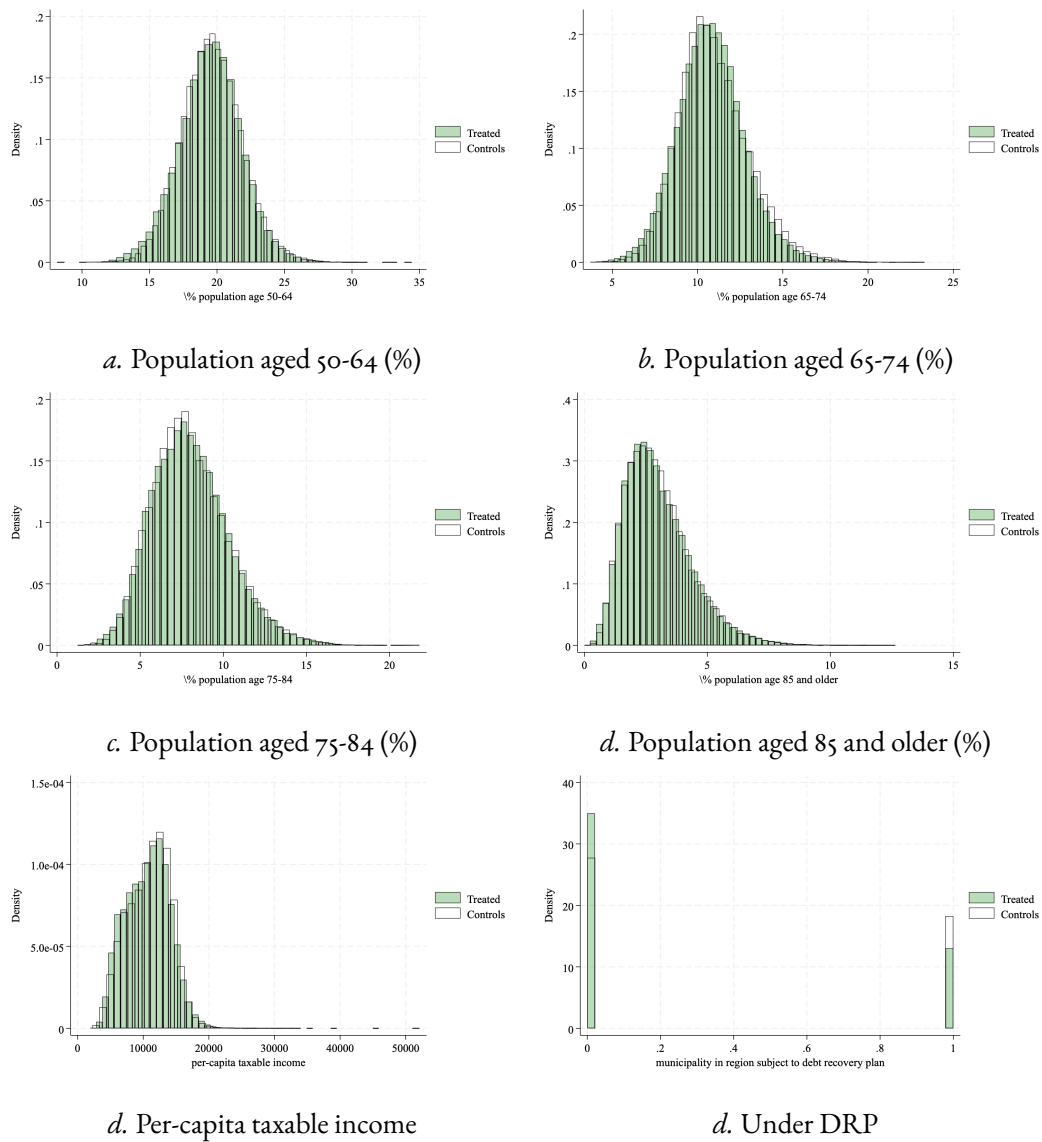 .2
.15
.1
.05
0
Density
10 15 20 25 30 35
\% population age 50-64
Treated
Controls
a. Population aged 50-64 (%)
.2
.15
.1
.05
0
Density
5 10 15 20 25
\% population age 65-74
Treated
Controls
b. Population aged 65-74 (%)
.2
.15
.1
.05
0
Density
0 5 10 15 20
\% population age 75-84
Treated
Controls
c. Population aged 75-84 (%)
.4
.3
.2
.1
0
Density
0 5 10 15
\% population age 85 and older
Treated
Controls
d. Population aged 85 and older (%)
1.5e-04
1.0e-04
5.0e-05
0
Density
0 10000 20000 30000 40000 50000
per-capita taxable income
Treated
Controls
d. Per-capita taxable income
40
30
20
10
0
Density
0 .2 .4 .6 .8 1
municipality in region subject to debt recovery plan
Treated
Controls
d. Under DRP